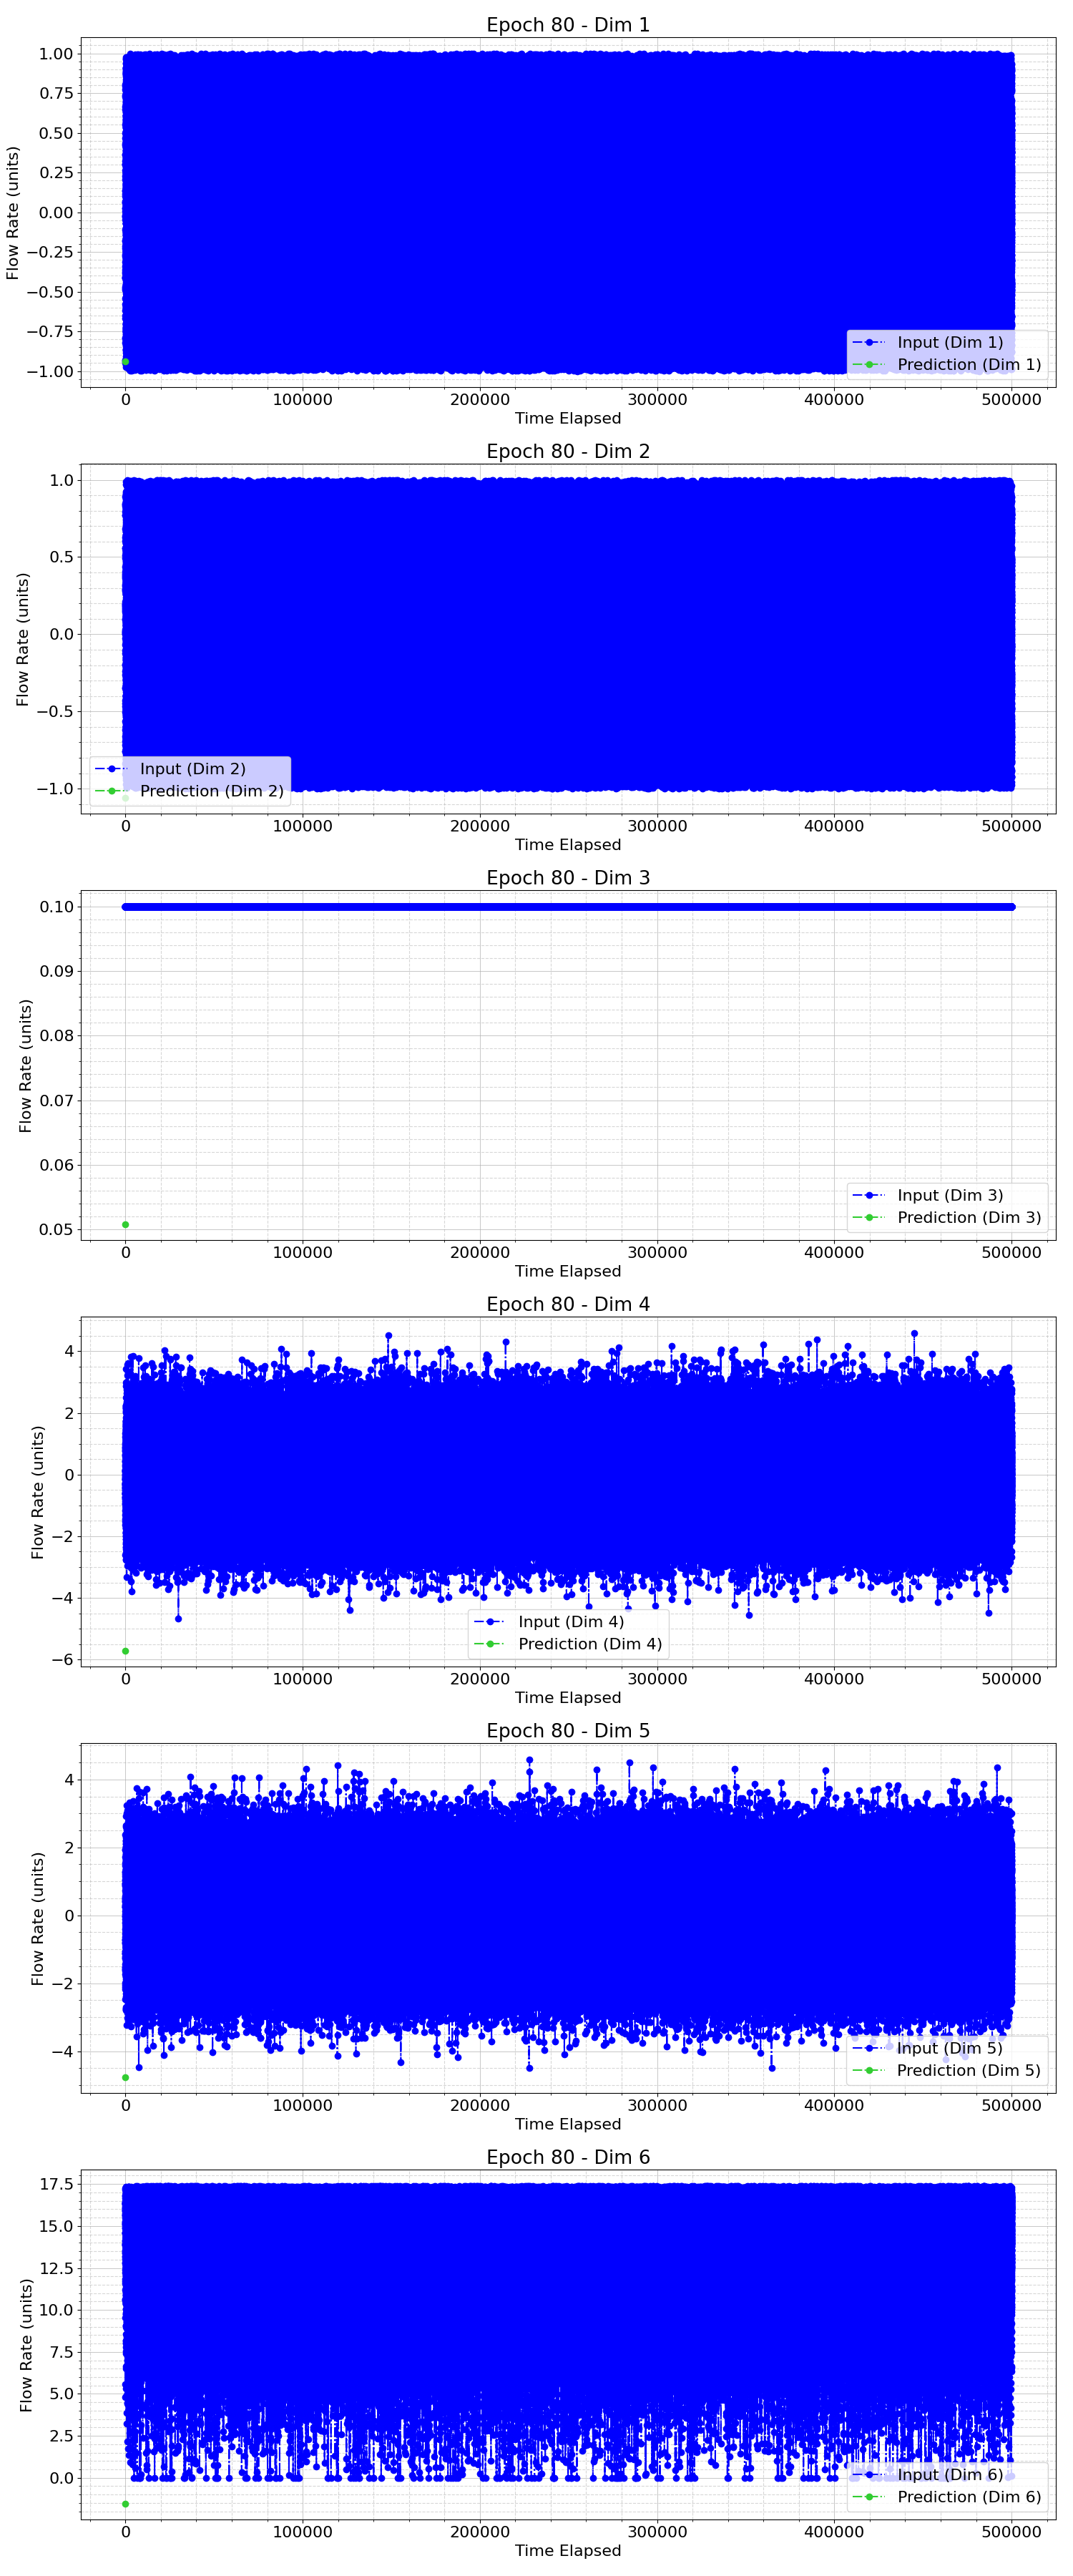 Epoch 80 - Dim 1
Flow Rate (units)
1.00
0.75
0.50
0.25
0.00
−0.25
−0.50
−0.75
−1.00
Input (Dim 1)
Prediction (Dim 1)
0 100000 200000 300000 400000 500000
Time Elapsed
Epoch 80 - Dim 2
Flow Rate (units)
1.0
0.5
0.0
−0.5
−1.0
Input (Dim 2)
Prediction (Dim 2)
0 100000 200000 300000 400000 500000
Time Elapsed
Epoch 80 - Dim 3
Flow Rate (units)
0.10
0.09
0.08
0.07
0.06
0.05
Input (Dim 3)
Prediction (Dim 3)
0 100000 200000 300000 400000 500000
Time Elapsed
Epoch 80 - Dim 4
Flow Rate (units)
4
2
0
−2
−4
−6
Input (Dim 4)
Prediction (Dim 4)
0 100000 200000 300000 400000 500000
Time Elapsed
Epoch 80 - Dim 5
Flow Rate (units)
4
2
0
−2
−4
Input (Dim 5)
Prediction (Dim 5)
0 100000 200000 300000 400000 500000
Time Elapsed
Epoch 80 - Dim 6
Flow Rate (units)
17.5
15.0
12.5
10.0
7.5
5.0
2.5
0.0
Input (Dim 6)
Prediction (Dim 6)
0 100000 200000 300000 400000 500000
Time Elapsed